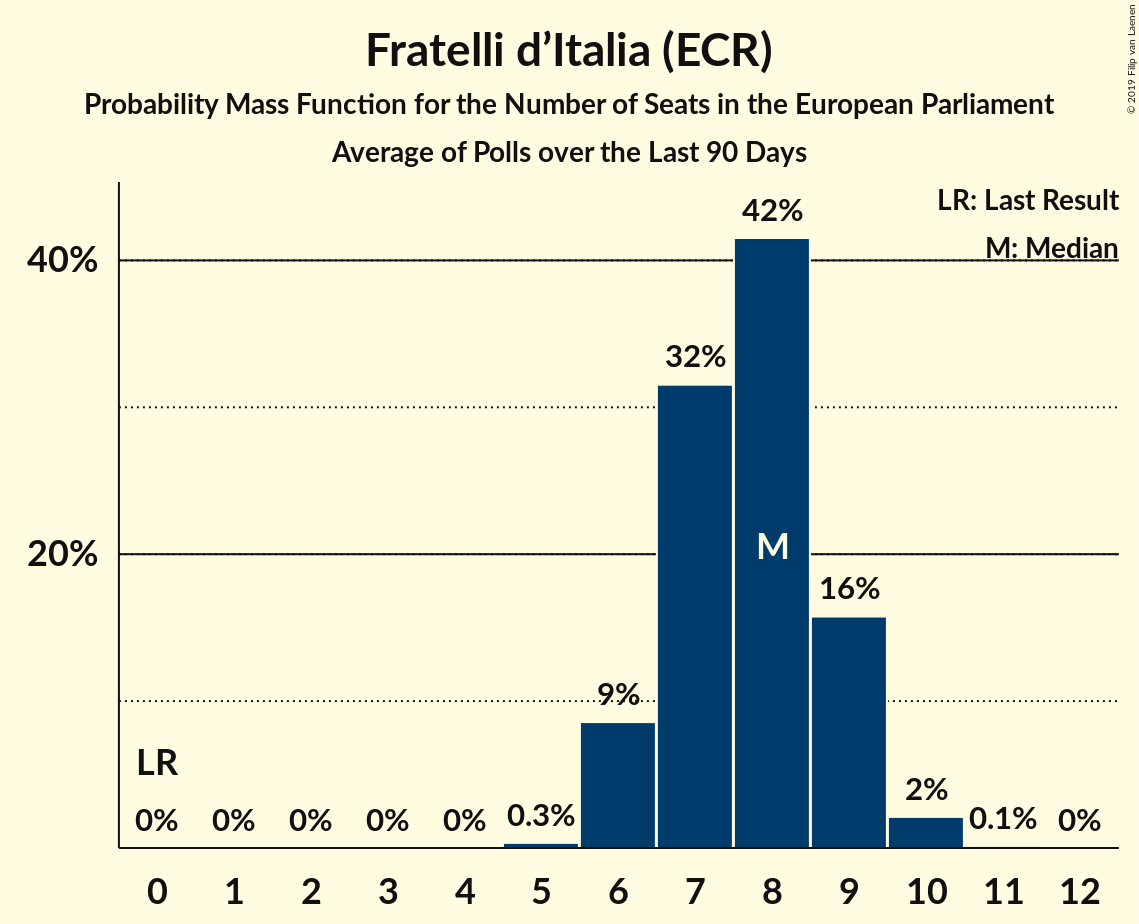 Fratelli d’Italia (ECR)
Probability Mass Function for the Number of Seats in the European Parliament
Average of Polls over the Last 90 Days
© 2019 Filip van Laenen
LR: Last Result
M: Median
42%
40%
32%
M
20%
16%
9%
LR
0% 0% 0% 0% 0% 0.3% 2% 0.1% 0%
0 1 2 3 4 5 6 7 8 9 10 11 12